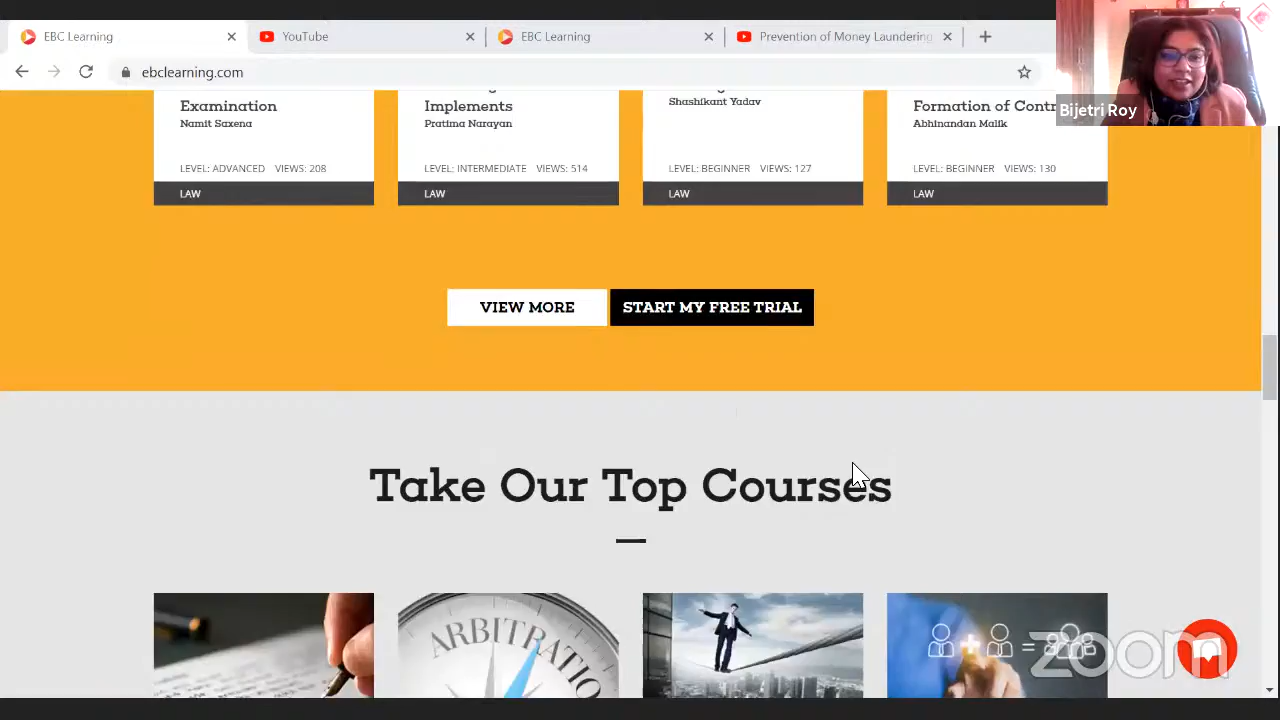 EBC Learning
YouTube
EBC Learning
Prevention of Money Laundering
ebclearning.com
Bijetri Roy
Examination
Namit Saxena
LEVEL: ADVANCED VIEWS: 208
LAW
Implements
Pratima Narayan
LEVEL: INTERMEDIATE VIEWS: 514
LAW
Shashikant Yadav
LEVEL: BEGINNER VIEWS: 127
LAW
Formation of Contr
Abhinandan Malik
LEVEL: BEGINNER VIEWS: 130
LAW
VIEW MORE
START MY FREE TRIAL
Take Our Top Courses
ARBITRATIO
zoom